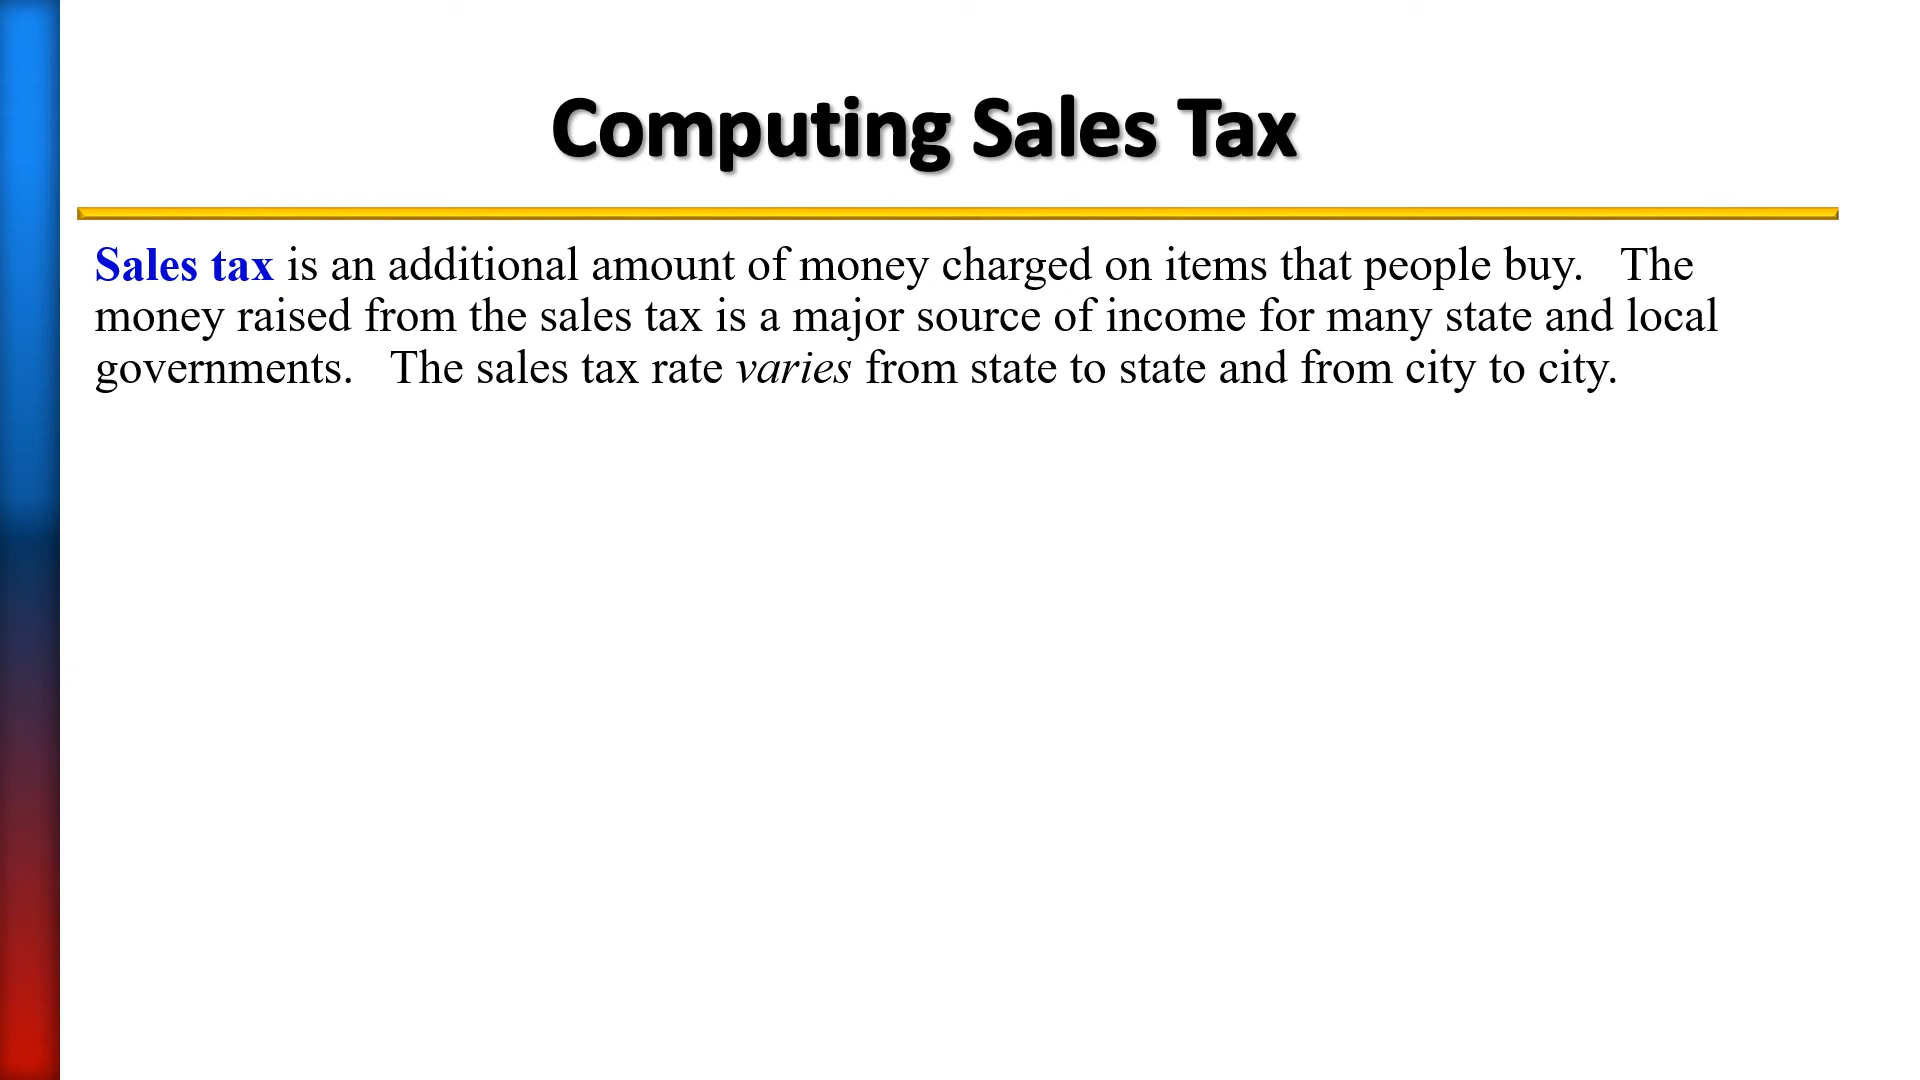 Computing Sales Tax
Sales tax is an additional amount of money charged on items that people buy.   The
money raised from the sales tax is a major source of income for many state and local
governments.   The sales tax rate varies from state to state and from city to city.